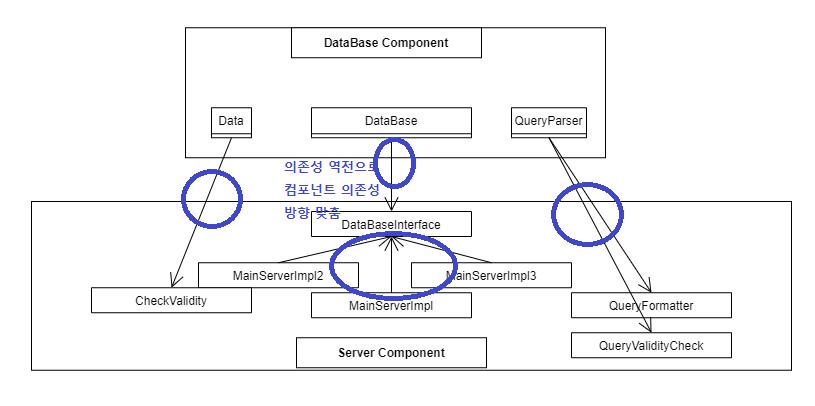 DataBase Component
Data
DataBase
QueryParser
의존성 역전으로
컴포넌트 의존성
방향 맞춤
DataBaseInterface
MainServerImpl2
MainServerImpl3
CheckValidity
MainServerImpl
QueryFormatter
QueryValidityCheck
Server Component